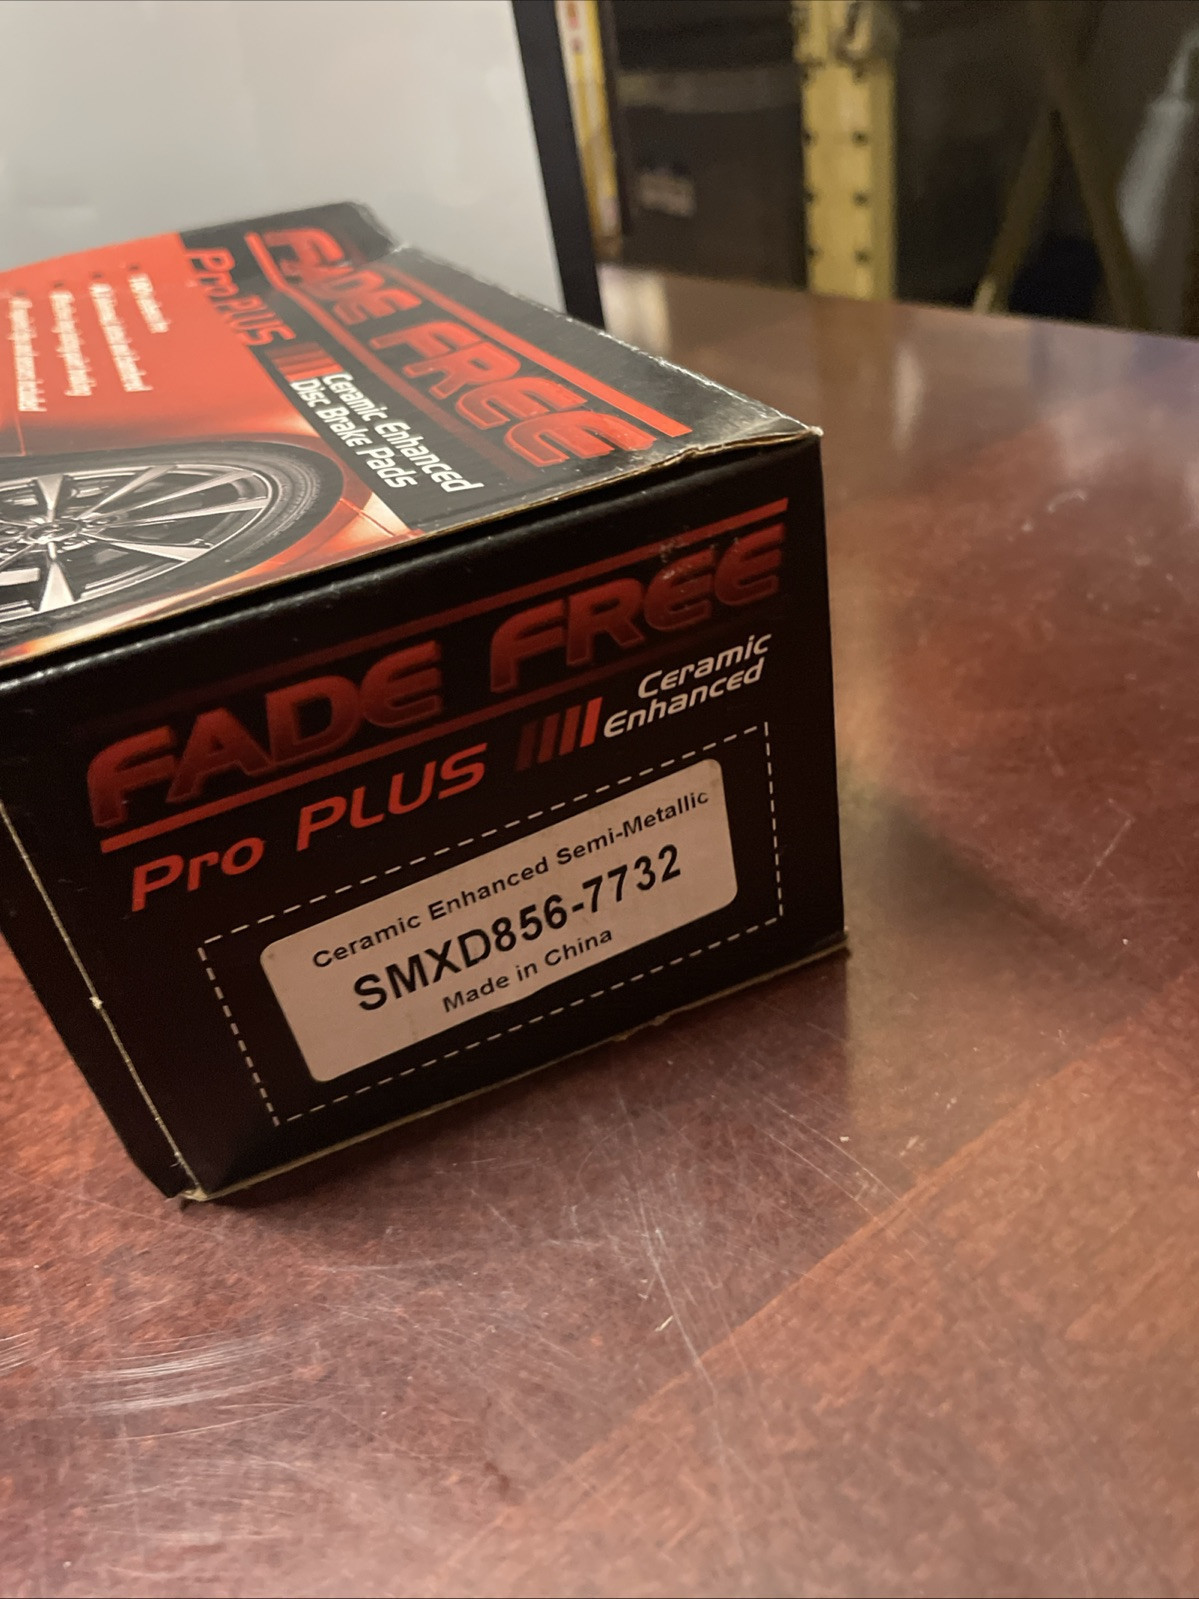 FADE FREE
Pro PLUS
Ceramic Enhanced
Disc Brake Pads
FADE FREE
Pro PLUS
Ceramic
Enhanced
Ceramic Enhanced Semi-Metallic
SMXD856-7732
Made in China